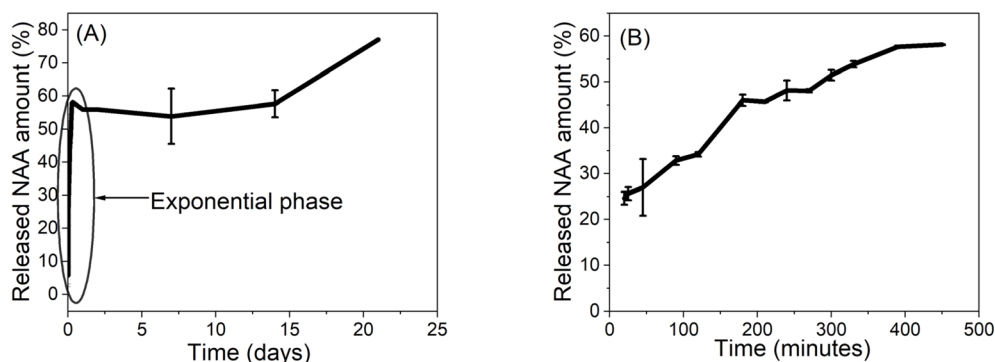 (A)
Released NAA amount (%)
80
70
60
50
40
30
20
10
0
Exponential phase
0 5 10 15 20 25
Time (days)
(B)
Released NAA amount (%)
60
50
40
30
20
10
0
0 100 200 300 400 500
Time (minutes)